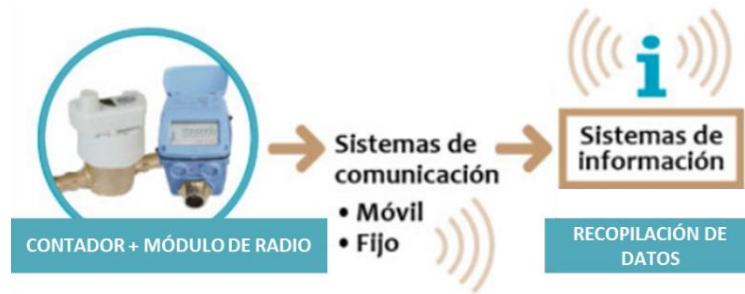 CONTADOR + MÓDULO DE RADIO
Sistemas de
comunicación
• Móvil
• Fijo
i
Sistemas de
información
RECOPILACIÓN DE
DATOS